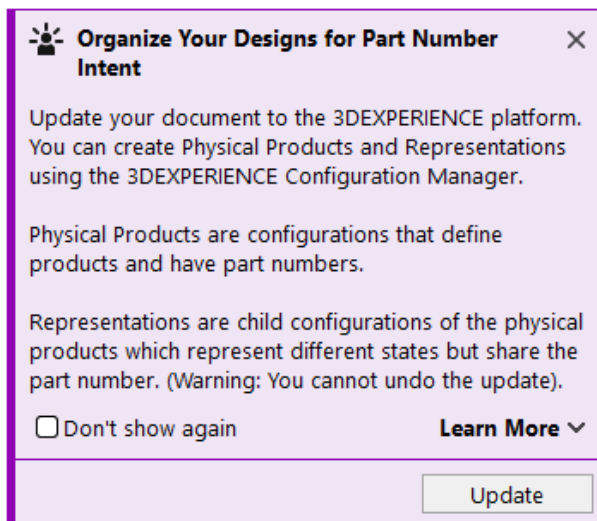 Organize Your Designs for Part Number
Intent
Update your document to the 3DEXPERIENCE platform.
You can create Physical Products and Representations
using the 3DEXPERIENCE Configuration Manager.
Physical Products are configurations that define
products and have part numbers.
Representations are child configurations of the physical
products which represent different states but share the
part number. (Warning: You cannot undo the update).
Don't show again
Learn More
Update